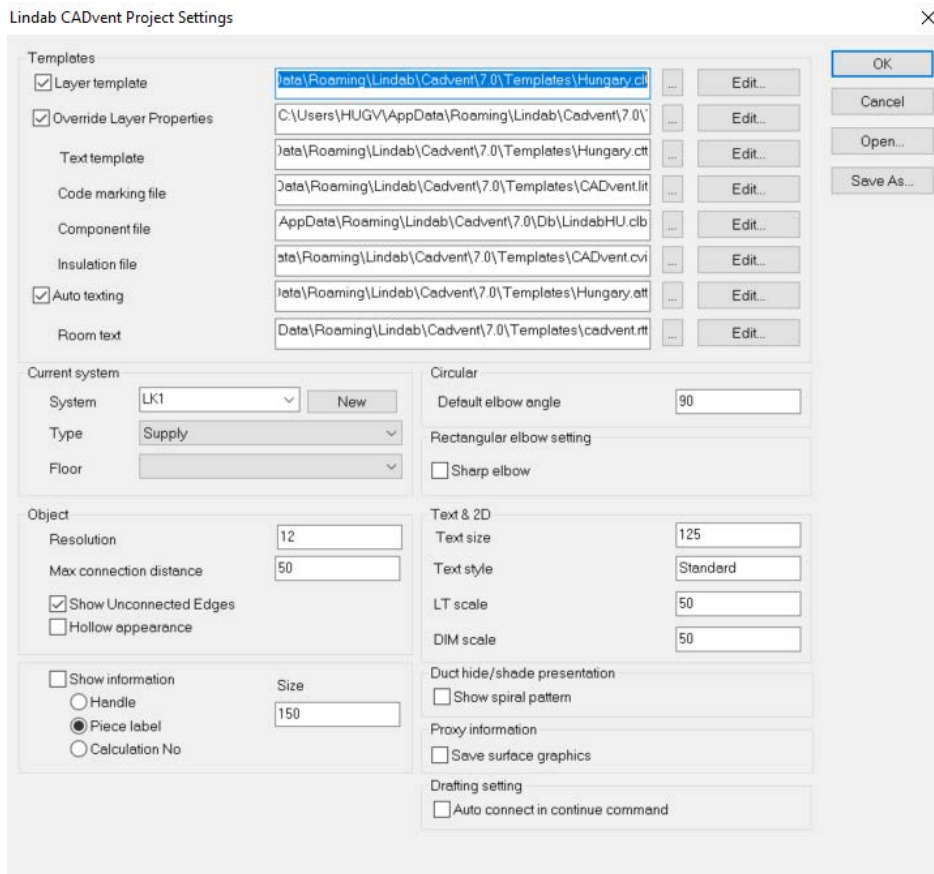 Lindab CADvent Project Settings
Templates
Layer template Data\Roaming\Lindab\Cadvent\7.0\Templates\Hungary.clt ... Edit...
Override Layer Properties C:\Users\HUGV\AppData\Roaming\Lindab\Cadvent\7.0\ ... Edit...
Text template Data\Roaming\Lindab\Cadvent\7.0\Templates\Hungary.ctt ... Edit...
Code marking file Data\Roaming\Lindab\Cadvent\7.0\Templates\CADvent.lit ... Edit...
Component file AppData\Roaming\Lindab\Cadvent\7.0\Db\LindabHU.clb ... Edit...
Insulation file ata\Roaming\Lindab\Cadvent\7.0\Templates\CADvent.cvi ... Edit...
Auto texting Data\Roaming\Lindab\Cadvent\7.0\Templates\Hungary.att ... Edit...
Room text Data\Roaming\Lindab\Cadvent\7.0\Templates\cadvent.rtt ... Edit...
OK
Cancel
Open...
Save As...
Current system
System LK1 New
Type Supply
Floor
Circular
Default elbow angle 90
Rectangular elbow setting
Sharp elbow
Object
Resolution 12
Max connection distance 50
Show Unconnected Edges
Hollow appearance
Text & 2D
Text size 125
Text style Standard
LT scale 50
DIM scale 50
Show information
Handle
Piece label
Calculation No
Size
150
Duct hide/shade presentation
Show spiral pattern
Proxy information
Save surface graphics
Drafting setting
Auto connect in continue command